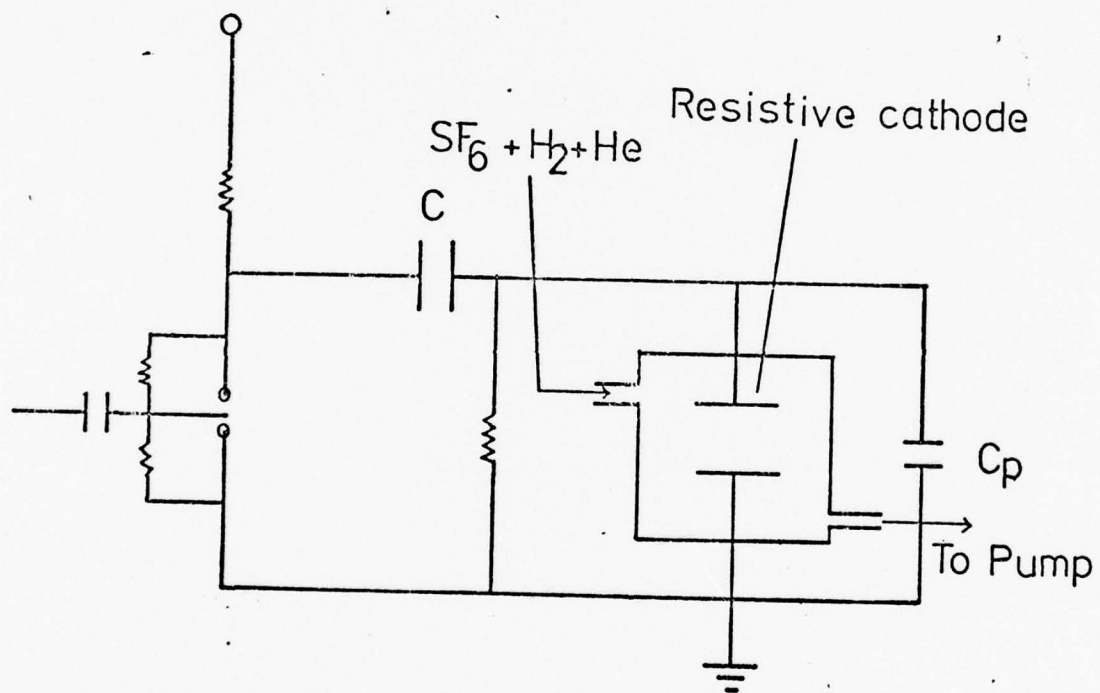 Resistive cathode
SF₆ + H₂ + He
C
Cp
To Pump